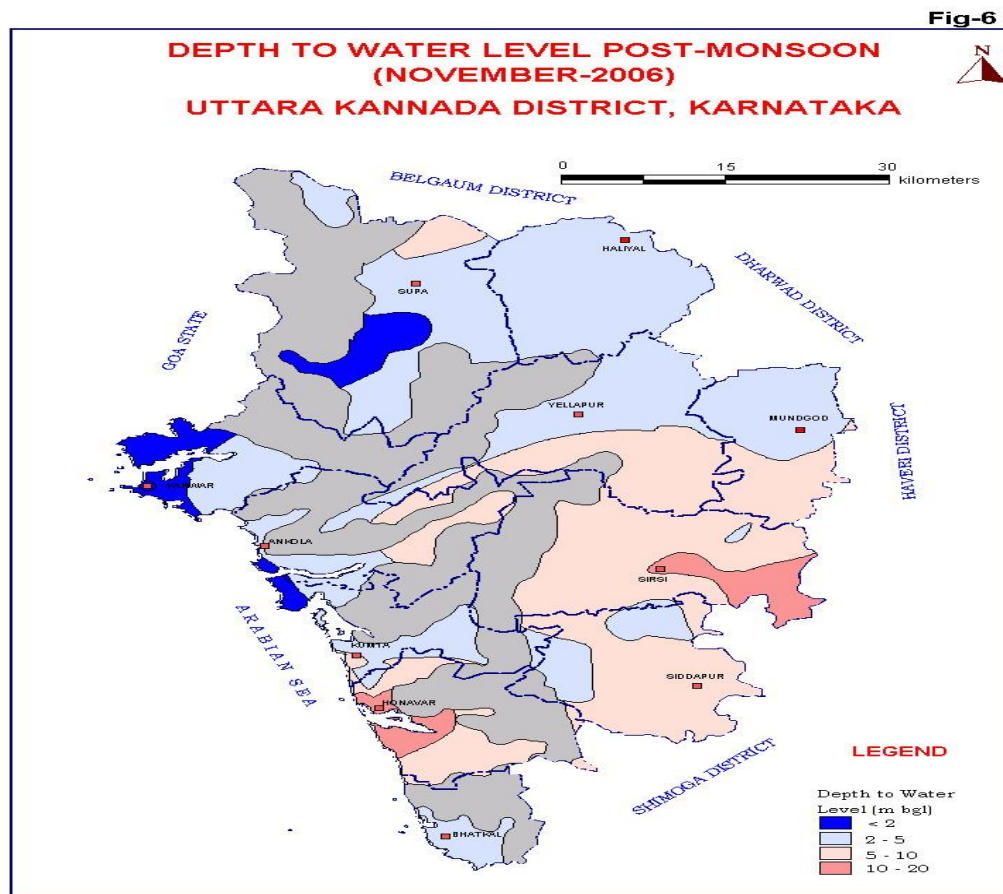 Fig-6
DEPTH TO WATER LEVEL POST-MONSOON
(NOVEMBER-2006)
UTTARA KANNADA DISTRICT, KARNATAKA
N
0 15 30
kilometers
BELGAUM DISTRICT
HALIYAL
DHARWAD DISTRICT
SUPA
GOA STATE
YELLAPUR
MUNDGOD
HAVERI DISTRICT
ANKOLA
SIRSI
ARABIAN SEA
KUMTA
SIDDAPUR
HONAVAR
SHIMOGA DISTRICT
BHATKAL
LEGEND
Depth to Water
Level (m bgl)
< 2
2 - 5
5 - 10
10 - 20